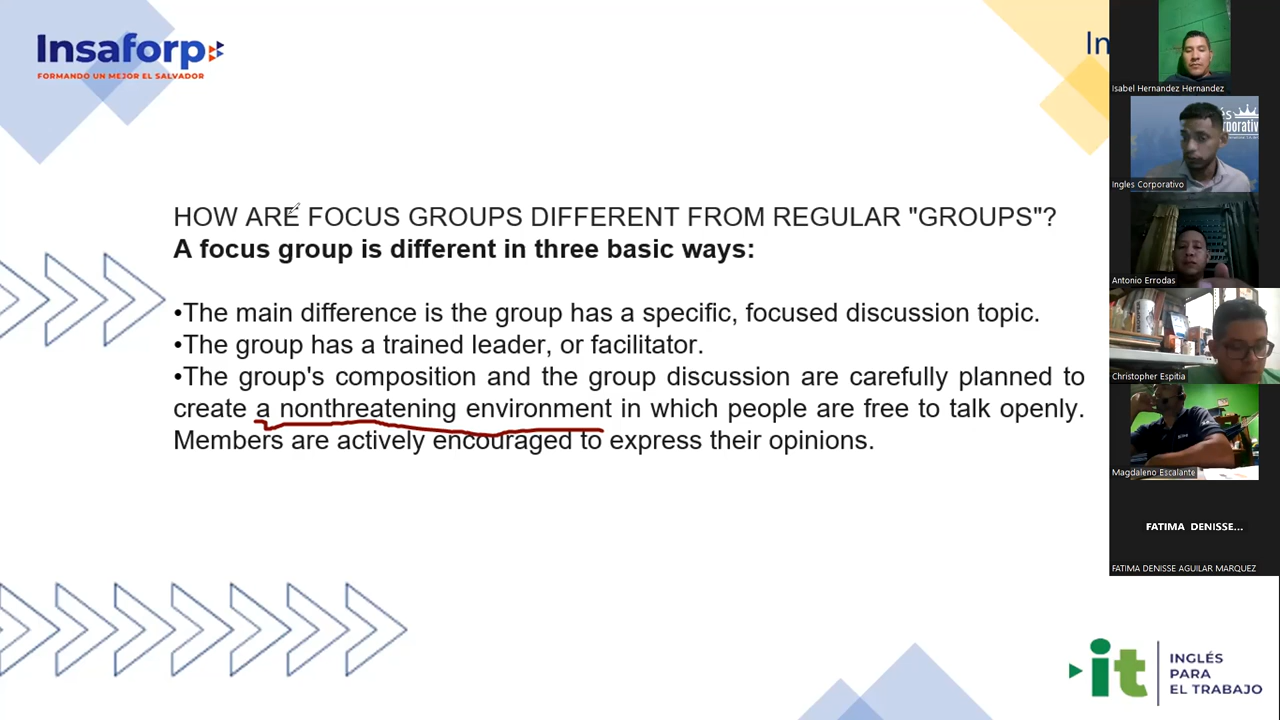 Insaforp
FORMANDO UN MEJOR EL SALVADOR
In
HOW ARE FOCUS GROUPS DIFFERENT FROM REGULAR "GROUPS"?
A focus group is different in three basic ways:
•The main difference is the group has a specific, focused discussion topic.
•The group has a trained leader, or facilitator.
•The group's composition and the group discussion are carefully planned to
create a nonthreatening environment in which people are free to talk openly.
Members are actively encouraged to express their opinions.
Isabel Hernandez Hernandez
és
rporativ
Ingles Corporativo
Antonio Errodas
Christopher Espitia
Magdaleno Escalante
FATIMA DENISSE...
FATIMA DENISSE AGUILAR MARQUEZ
it
INGLÉS
PARA
EL TRABAJO